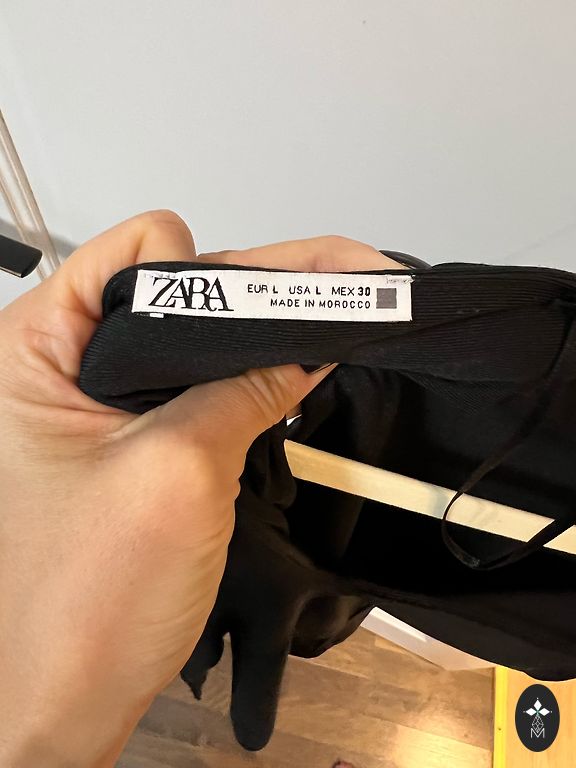 ZARA
EUR L USA L MEX 30
MADE IN MOROCCO
M